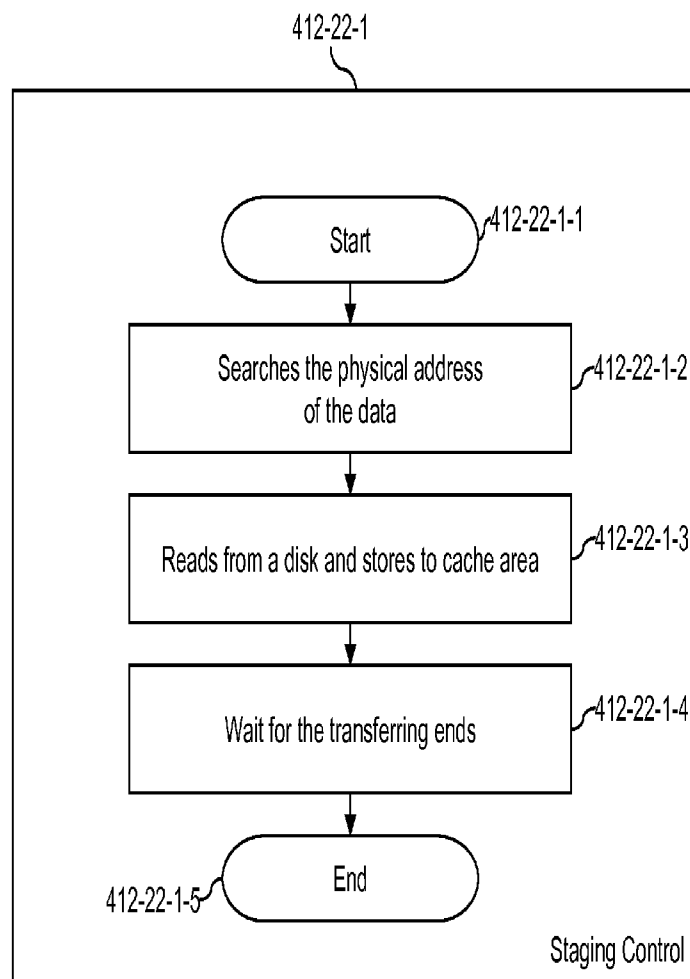 412-22-1
Start
412-22-1-1
Searches the physical address
of the data
412-22-1-2
Reads from a disk and stores to cache area
412-22-1-3
Wait for the transferring ends
412-22-1-4
End
412-22-1-5
Staging Control